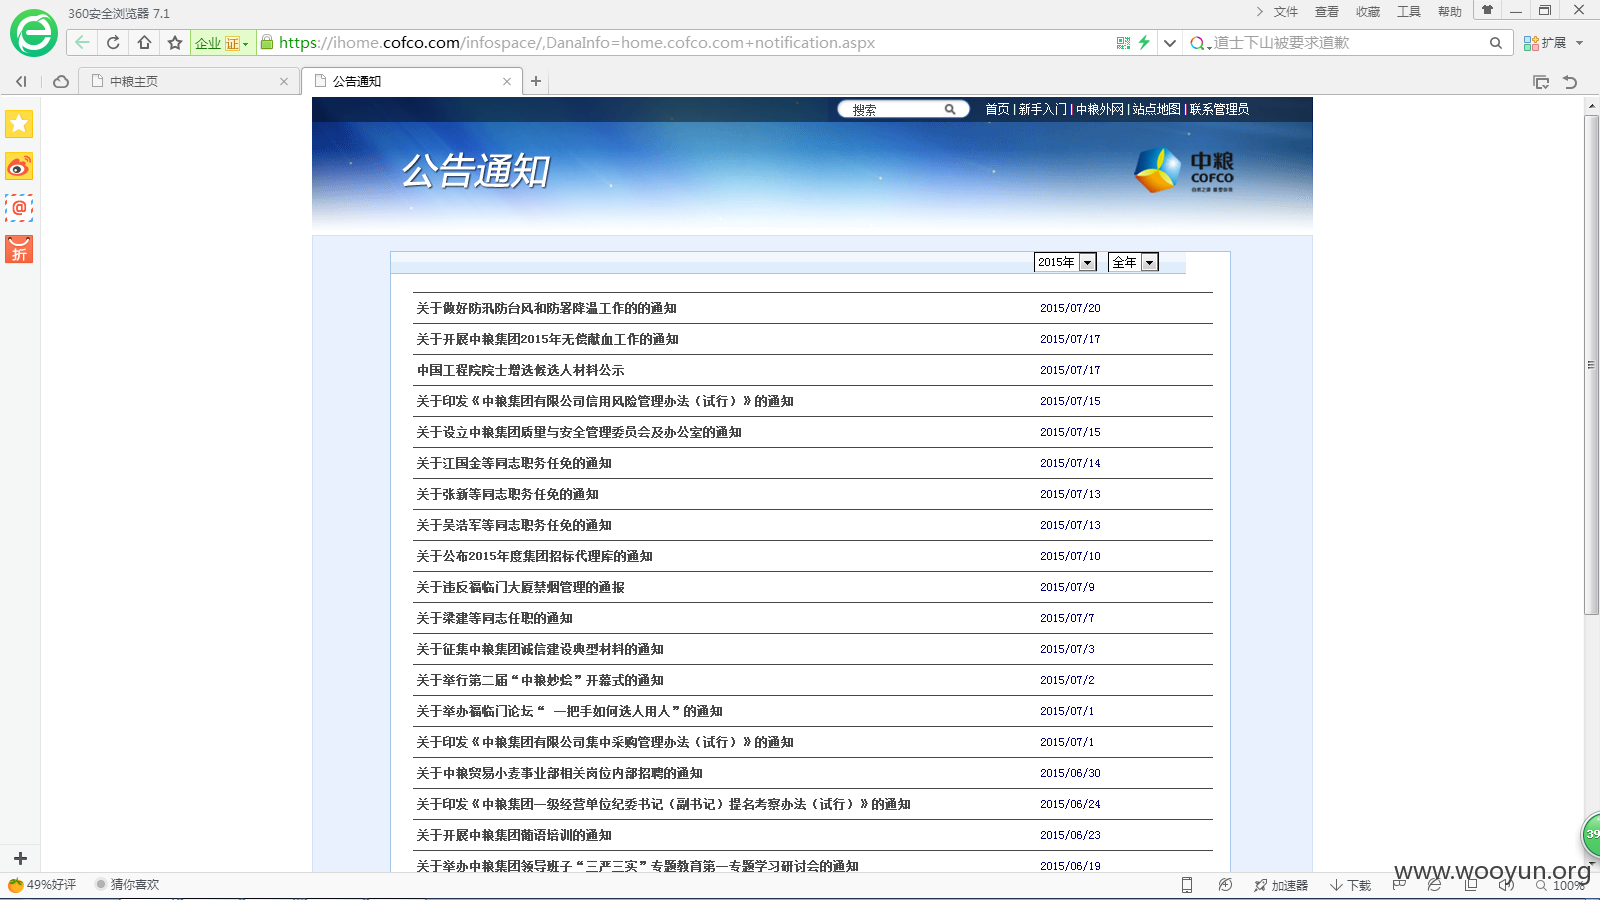 360安全浏览器 7.1
文件 查看 收藏 工具 帮助
企业 证 https://ihome.cofco.com/infospace/,DanaInfo=home.cofco.com+notification.aspx
道士下山被要求道歉
扩展
中粮主页
公告通知
搜索
首页 | 新手入门 | 中粮外网 | 站点地图 | 联系管理员
公告通知
中粮
COFCO
2015年 全年
关于做好防汛防台风和防署降温工作的的通知 2015/07/20
关于开展中粮集团2015年无偿献血工作的通知 2015/07/17
中国工程院院士增选候选人材料公示 2015/07/17
关于印发《中粮集团有限公司信用风险管理办法（试行）》的通知 2015/07/15
关于设立中粮集团质量与安全管理委员会及办公室的通知 2015/07/15
关于江国金等同志职务任免的通知 2015/07/14
关于张新等同志职务任免的通知 2015/07/13
关于吴浩军等同志职务任免的通知 2015/07/13
关于公布2015年度集团招标代理库的通知 2015/07/10
关于违反福临门大厦禁烟管理的通报 2015/07/9
关于梁建等同志任职的通知 2015/07/7
关于征集中粮集团诚信建设典型材料的通知 2015/07/3
关于举行第二届“中粮妙烩”开幕式的通知 2015/07/2
关于举办福临门论坛“ 一把手如何选人用人”的通知 2015/07/1
关于印发《中粮集团有限公司集中采购管理办法（试行）》的通知 2015/07/1
关于中粮贸易小麦事业部相关岗位内部招聘的通知 2015/06/30
关于印发《中粮集团一级经营单位纪委书记（副书记）提名考察办法（试行）》的通知 2015/06/24
关于开展中粮集团葡语培训的通知 2015/06/23
关于举办中粮集团领导班子“三严三实”专题教育第一专题学习研讨会的通知 2015/06/19
折
39
www.wooyun.org
49%好评 猜你喜欢
加速器 下载 100%